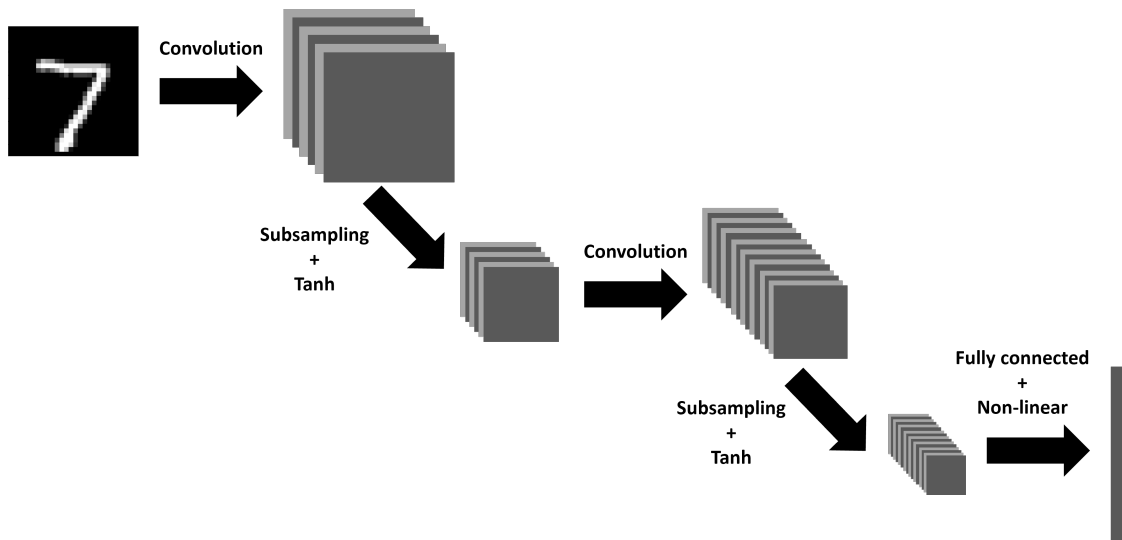 Convolution
Subsampling
+
Tanh
Convolution
Subsampling
+
Tanh
Fully connected
+
Non-linear